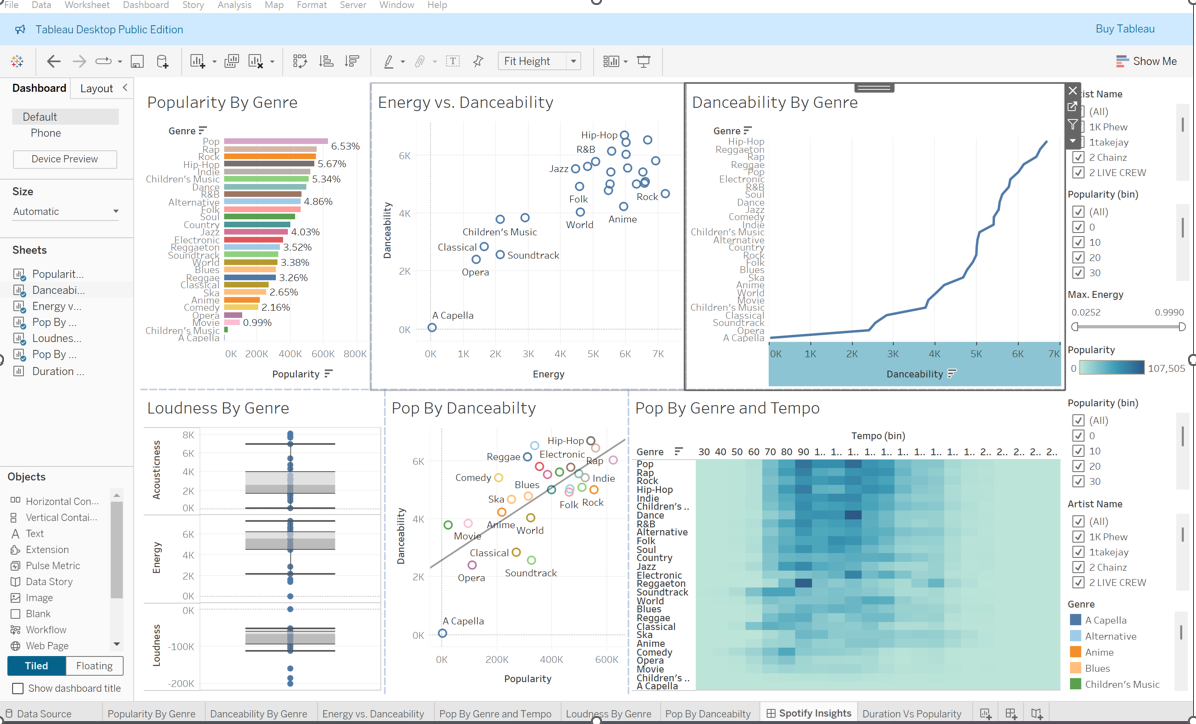 File Data Worksheet Dashboard Story Analysis Map Format Server Window Help
Tableau Desktop Public Edition
Buy Tableau
Fit Height
Show Me
Dashboard Layout
Default
Phone
Device Preview
Size
Automatic
Sheets
Popularit...
Danceabi...
Energy v...
Pop By ...
Loudnes...
Pop By ...
Duration ...
Objects
Horizontal Con...
Vertical Contai...
Text
Extension
Pulse Metric
Data Story
Image
Blank
Workflow
Web Page
Tiled Floating
Show dashboard title
Popularity By Genre
Genre
Pop
Rap
Rock
Hip-Hop
Indie
Children's Music
Dance
R&B
Alternative
Folk
Soul
Country
Jazz
Electronic
Reggaeton
Soundtrack
World
Blues
Reggae
Classical
Ska
Anime
Comedy
Opera
Movie
Children's Music
A Capella
6.53%
5.67%
5.34%
4.86%
4.03%
3.52%
3.38%
3.26%
2.65%
2.16%
0.99%
0K 200K 400K 600K 800K
Popularity
Energy vs. Danceability
Danceability
6K
4K
2K
0K
Hip-Hop
R&B
Jazz
Folk
Rock
World
Anime
Children's Music
Classical
Soundtrack
Opera
A Capella
0K 1K 2K 3K 4K 5K 6K 7K
Energy
Danceability By Genre
Genre
Hip-Hop
Reggaeton
Rap
Reggae
Pop
Electronic
R&B
Soul
Dance
Jazz
Comedy
Indie
Children's Music
Alternative
Country
Rock
Folk
Blues
Ska
Anime
World
Movie
Children's Music
Classical
Soundtrack
Opera
A Capella
0K 1K 2K 3K 4K 5K 6K 7K
Danceability
Loudness By Genre
Acousticness
8K
6K
4K
2K
0K
Energy
6K
4K
2K
0K
Loudness
0K
-100K
-200K
Pop By Danceabilty
Danceability
6K
4K
2K
0K
Hip-Hop
Reggae
Electronic
Rap
Comedy
Blues
Indie
Ska
Folk
Rock
Anime
World
Movie
Classical
Soundtrack
Opera
A Capella
0K 200K 400K 600K
Popularity
Pop By Genre and Tempo
Tempo (bin)
Genre
30 40 50 60 70 80 90 1.. 1.. 1.. 1.. 1.. 1.. 1.. 1.. 1.. 1.. 2.. 2.. 2.. 2.. 2..
Pop
Rap
Rock
Hip-Hop
Indie
Children's ..
Dance
R&B
Alternative
Folk
Soul
Country
Jazz
Electronic
Reggaeton
Soundtrack
World
Blues
Reggae
Classical
Ska
Anime
Comedy
Opera
Movie
Children's ..
A Capella
tist Name
(All)
1K Phew
1takejay
2 Chainz
2 LIVE CREW
Popularity (bin)
(All)
0
10
20
30
Max. Energy
0.0252 0.9990
Popularity
0 107,505
Popularity (bin)
(All)
0
10
20
30
Artist Name
(All)
1K Phew
1takejay
2 Chainz
2 LIVE CREW
Genre
A Capella
Alternative
Anime
Blues
Children's Music
Data Source Popularity By Genre Danceability By Genre Energy vs. Danceability Pop By Genre and Tempo Loudness By Genre Pop By Danceabilty Spotify Insights Duration Vs Popularity